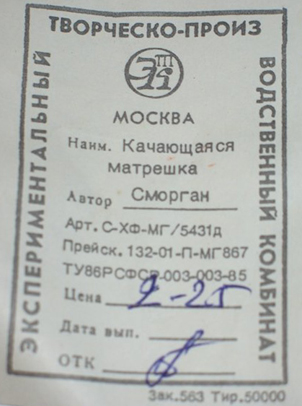 ЭКСПЕРИМЕНТАЛЬНЫЙ
ТВОРЧЕСКО-ПРОИЗ
ВОДСТВЕННЫЙ КОМБИНАТ
МОСКВА
Наим. Качающаяся
матрешка
Автор Сморган
Арт. С-ХФ-МГ/5431д
Прейск. 132-01-П-МГ867
ТУ86РСФСР-003-003-85
Цена 2-25
Дата вып.
ОТК
Зак.563 Тир.50000